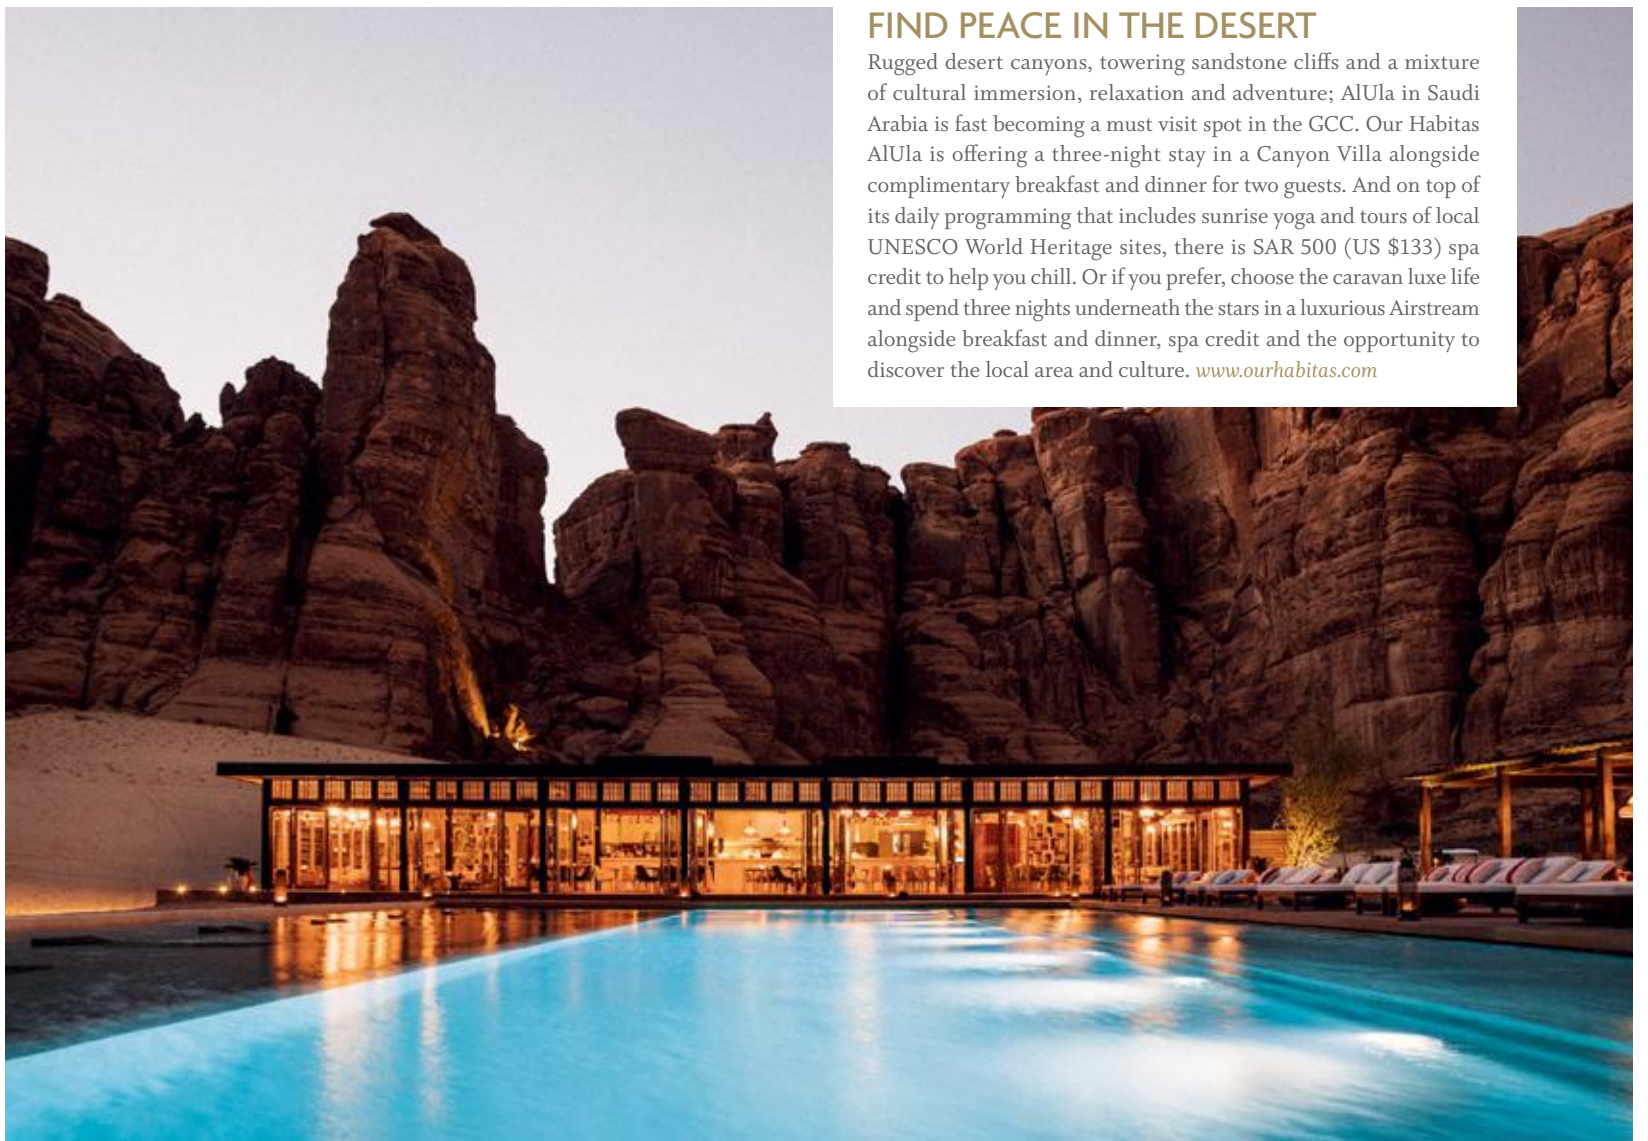 FIND PEACE IN THE DESERT
Rugged desert canyons, towering sandstone cliffs and a mixture
of cultural immersion, relaxation and adventure; AlUla in Saudi
Arabia is fast becoming a must visit spot in the GCC. Our Habitas
AlUla is offering a three-night stay in a Canyon Villa alongside
complimentary breakfast and dinner for two guests. And on top of
its daily programming that includes sunrise yoga and tours of local
UNESCO World Heritage sites, there is SAR 500 (US $133) spa
credit to help you chill. Or if you prefer, choose the caravan luxe life
and spend three nights underneath the stars in a luxurious Airstream
alongside breakfast and dinner, spa credit and the opportunity to
discover the local area and culture. www.ourhabitas.com